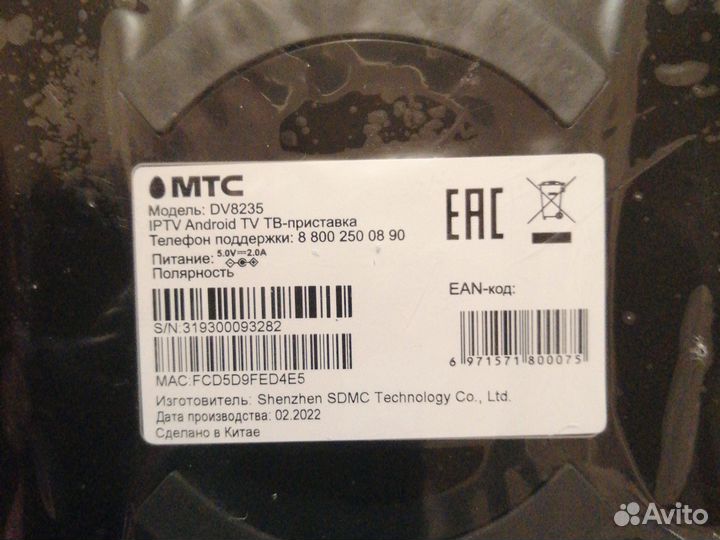 МТС
Модель: DV8235
IPTV Android TV ТВ-приставка
Телефон поддержки: 8 800 250 08 90
Питание: 5.0V⎓2.0A
Полярность
S/N:319300093282
MAC:FCD5D9FED4E5
Изготовитель: Shenzhen SDMC Technology Co., Ltd.
Дата производства: 02.2022
Сделано в Китае
EAC
EAN-код:
6 971571 800075
Avito